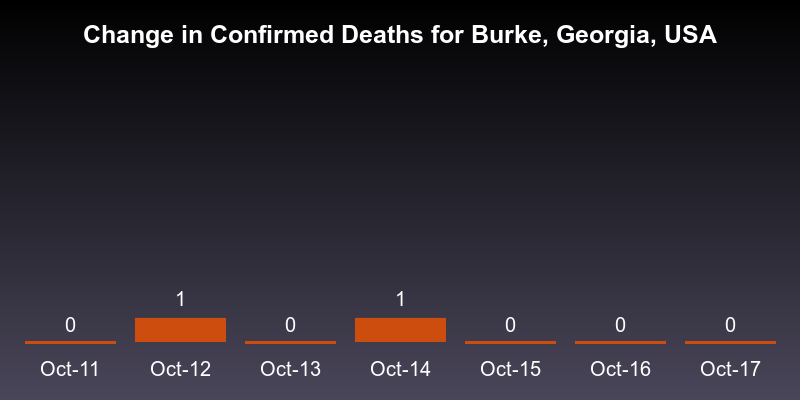 Change in Confirmed Deaths for Burke, Georgia, USA
0 1 0 1 0 0 0
Oct-11 Oct-12 Oct-13 Oct-14 Oct-15 Oct-16 Oct-17